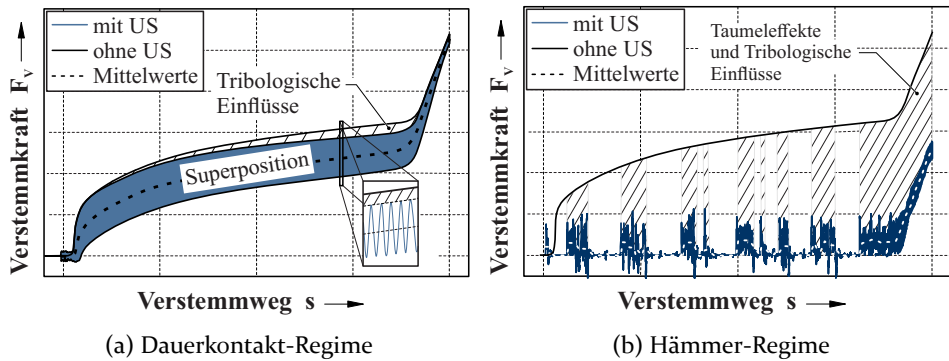 mit US
ohne US
Mittelwerte
Tribologische
Einflüsse
Superposition
Verstemmkraft F_v
Verstemmweg s
(a) Dauerkontakt-Regime
mit US
ohne US
Mittelwerte
Taumeleffekte
und Tribologische
Einflüsse
Verstemmkraft F_v
Verstemmweg s
(b) Hämmer-Regime